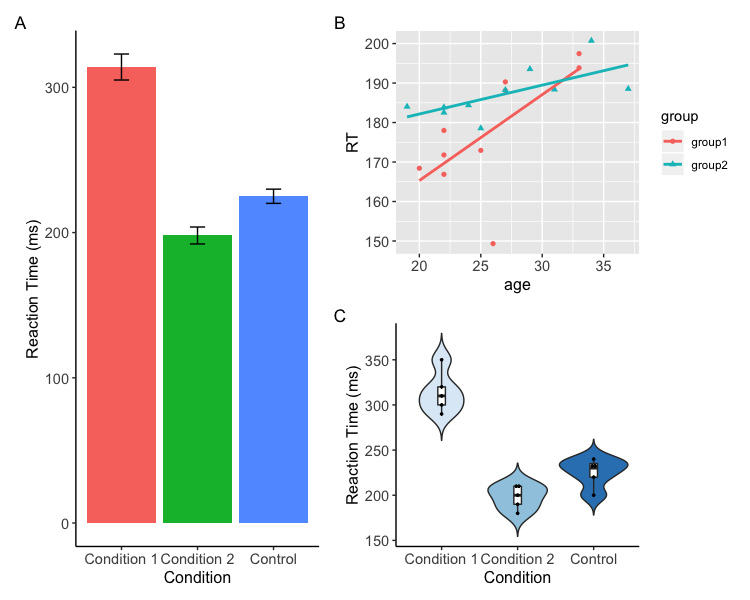 A
Reaction Time (ms)
300
200
100
0
Condition 1 Condition 2 Control
Condition
B
RT
200
190
180
170
160
150
20 25 30 35
age
group
group1
group2
C
Reaction Time (ms)
350
300
250
200
150
Condition 1 Condition 2 Control
Condition